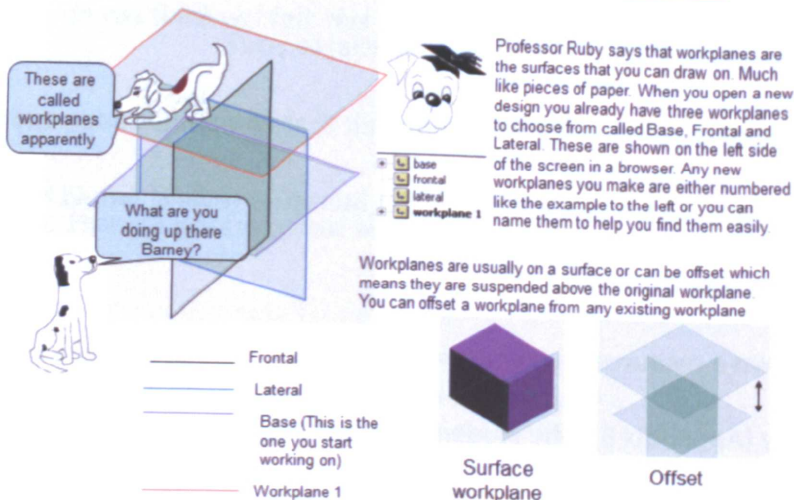 These are
called
workplanes
apparently
What are you
doing up there
Barney?
Professor Ruby says that workplanes are
the surfaces that you can draw on. Much
like pieces of paper. When you open a new
design you already have three workplanes
to choose from called Base, Frontal and
Lateral. These are shown on the left side
of the screen in a browser. Any new
workplanes you make are either numbered
like the example to the left or you can
name them to help you find them easily.
base
frontal
lateral
workplane 1
Workplanes are usually on a surface or can be offset which
means they are suspended above the original workplane.
You can offset a workplane from any existing workplane
Frontal
Lateral
Base (This is the
one you start
working on)
Workplane 1
Surface
workplane
Offset